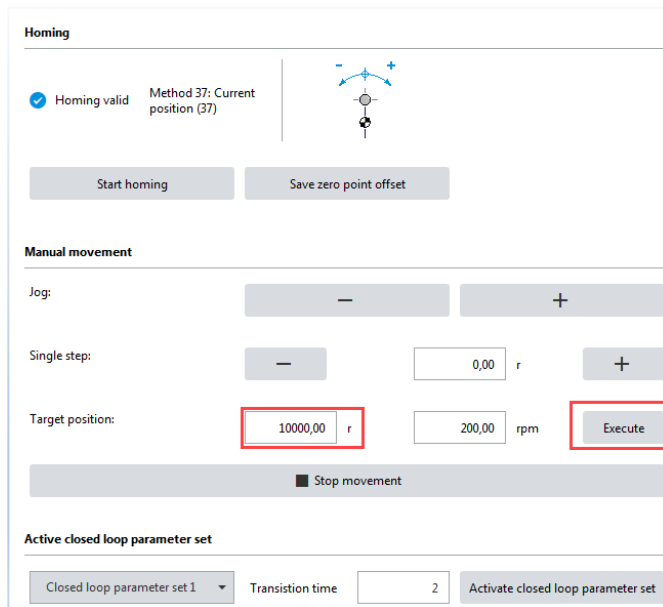 Homing
- +
Homing valid
Method 37: Current
position (37)
Start homing Save zero point offset
Manual movement
Jog: − +
Single step: − 0,00 r +
Target position: 10000,00 r 200,00 rpm Execute
Stop movement
Active closed loop parameter set
Closed loop parameter set 1 Transistion time 2 Activate closed loop parameter set